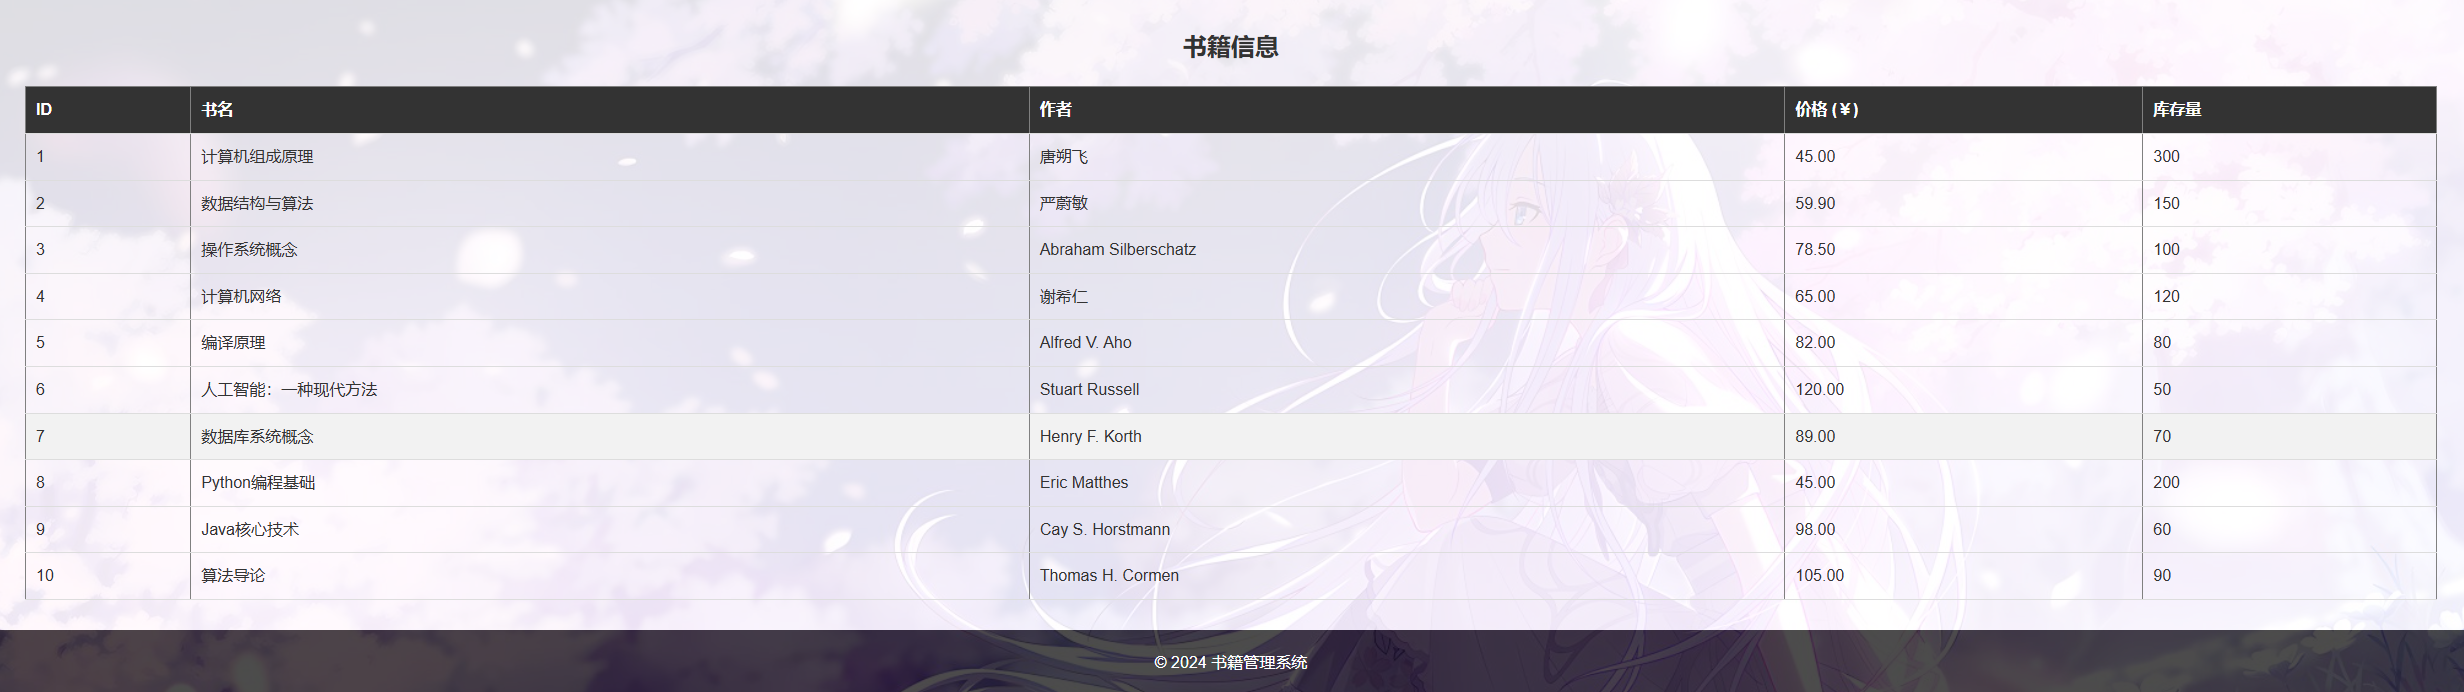 书籍信息
ID 书名 作者 价格 (¥) 库存量
1 计算机组成原理 唐朔飞 45.00 300
2 数据结构与算法 严蔚敏 59.90 150
3 操作系统概念 Abraham Silberschatz 78.50 100
4 计算机网络 谢希仁 65.00 120
5 编译原理 Alfred V. Aho 82.00 80
6 人工智能：一种现代方法 Stuart Russell 120.00 50
7 数据库系统概念 Henry F. Korth 89.00 70
8 Python编程基础 Eric Matthes 45.00 200
9 Java核心技术 Cay S. Horstmann 98.00 60
10 算法导论 Thomas H. Cormen 105.00 90
© 2024 书籍管理系统